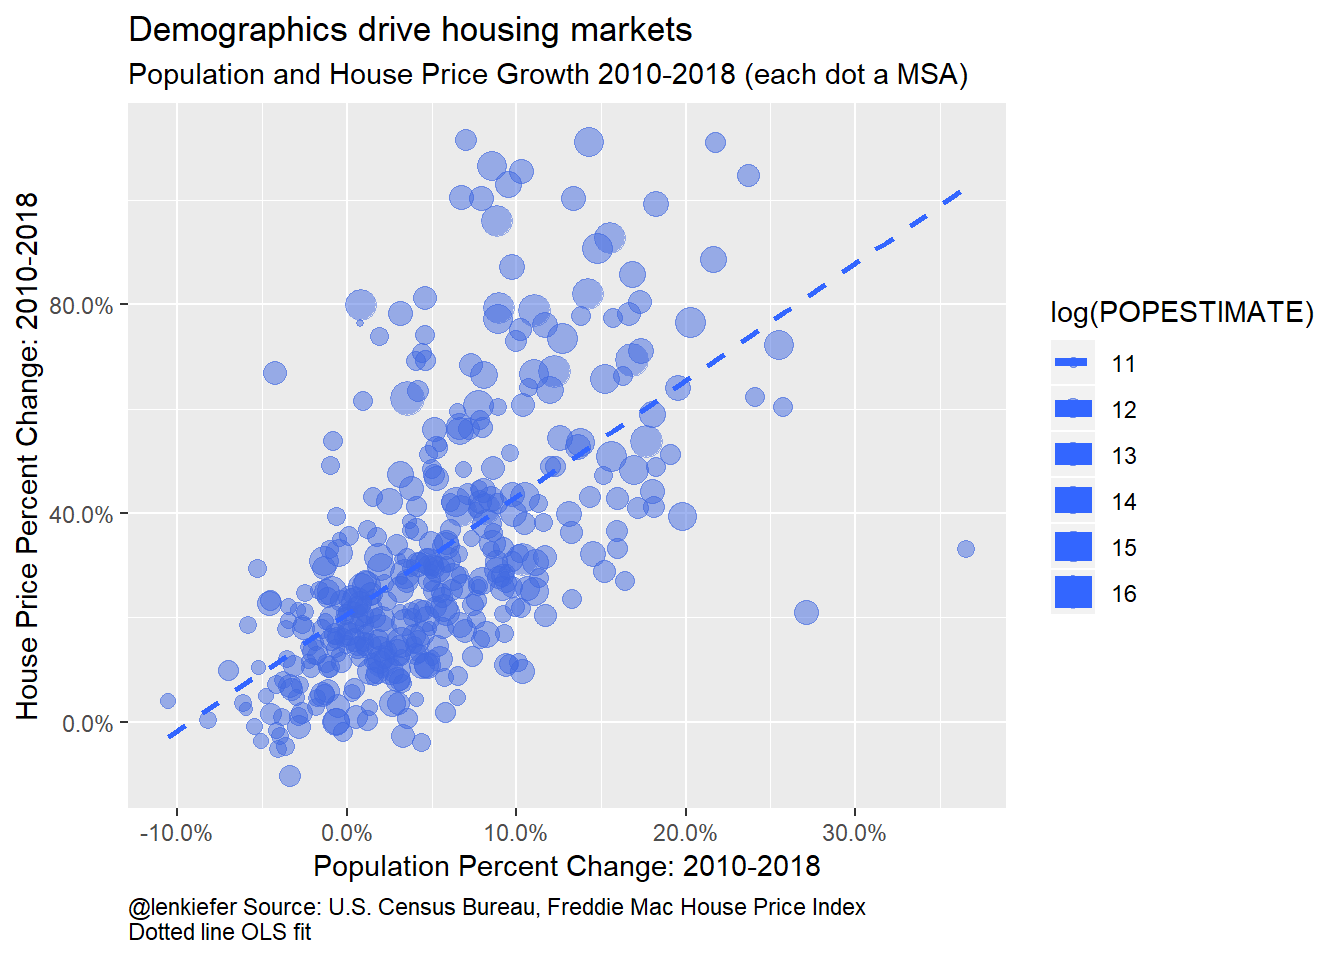 Demographics drive housing markets
Population and House Price Growth 2010-2018 (each dot a MSA)
House Price Percent Change: 2010-2018
80.0%
40.0%
0.0%
-10.0%
0.0%
10.0%
20.0%
30.0%
Population Percent Change: 2010-2018
log(POPESTIMATE)
11
12
13
14
15
16
@lenkiefer Source: U.S. Census Bureau, Freddie Mac House Price Index
Dotted line OLS fit